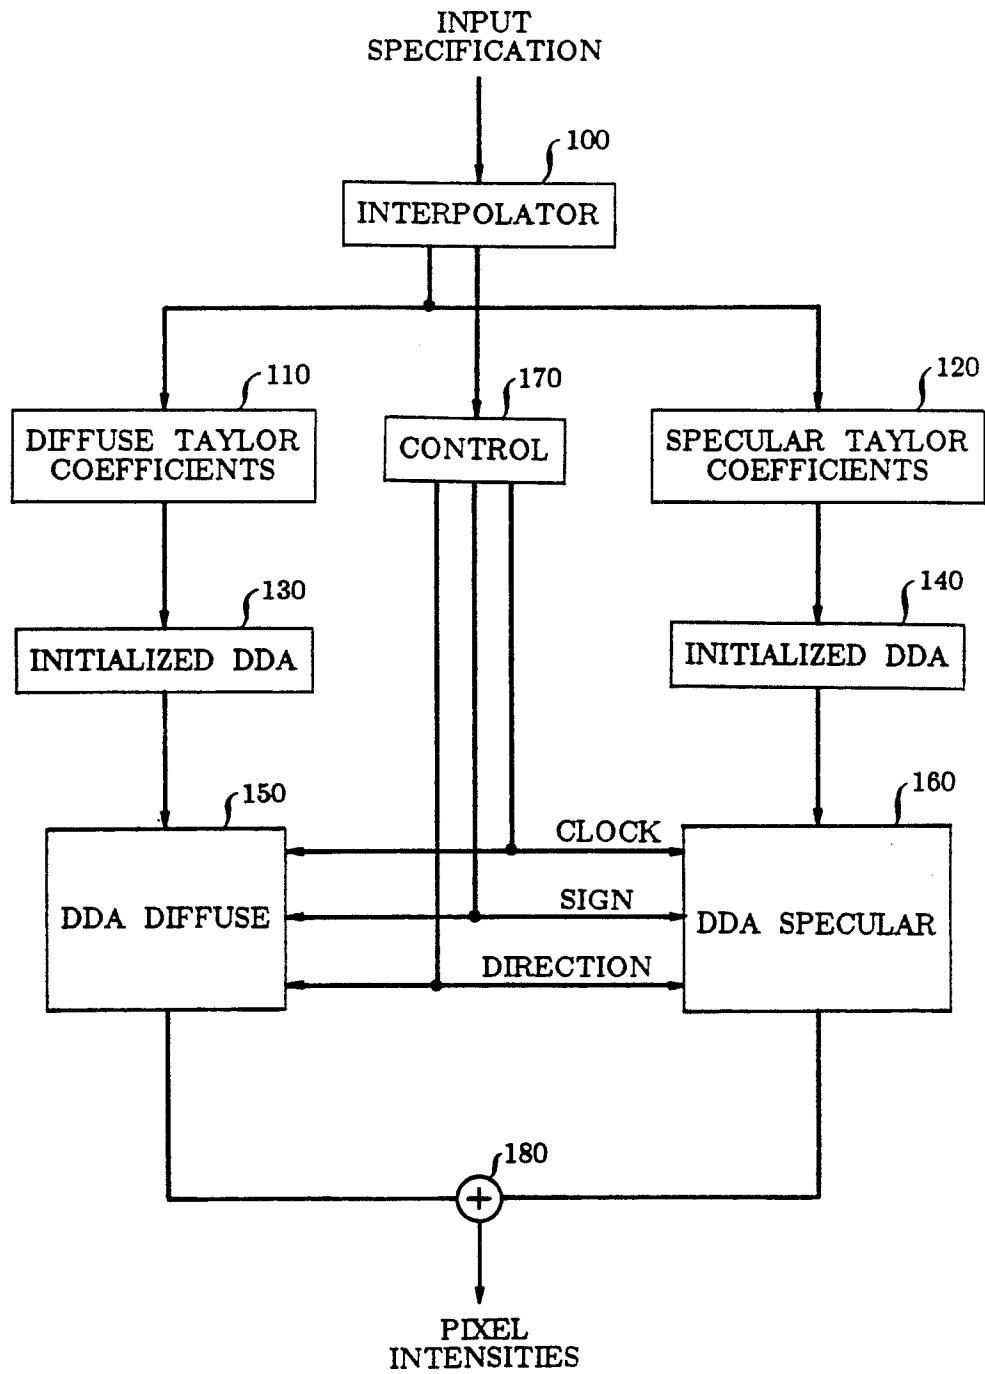 INPUT
SPECIFICATION
100
INTERPOLATOR
110
170
120
DIFFUSE TAYLOR
COEFFICIENTS
CONTROL
SPECULAR TAYLOR
COEFFICIENTS
130
140
INITIALIZED DDA
INITIALIZED DDA
150
160
CLOCK
DDA DIFFUSE
SIGN
DDA SPECULAR
DIRECTION
180
+
PIXEL
INTENSITIES